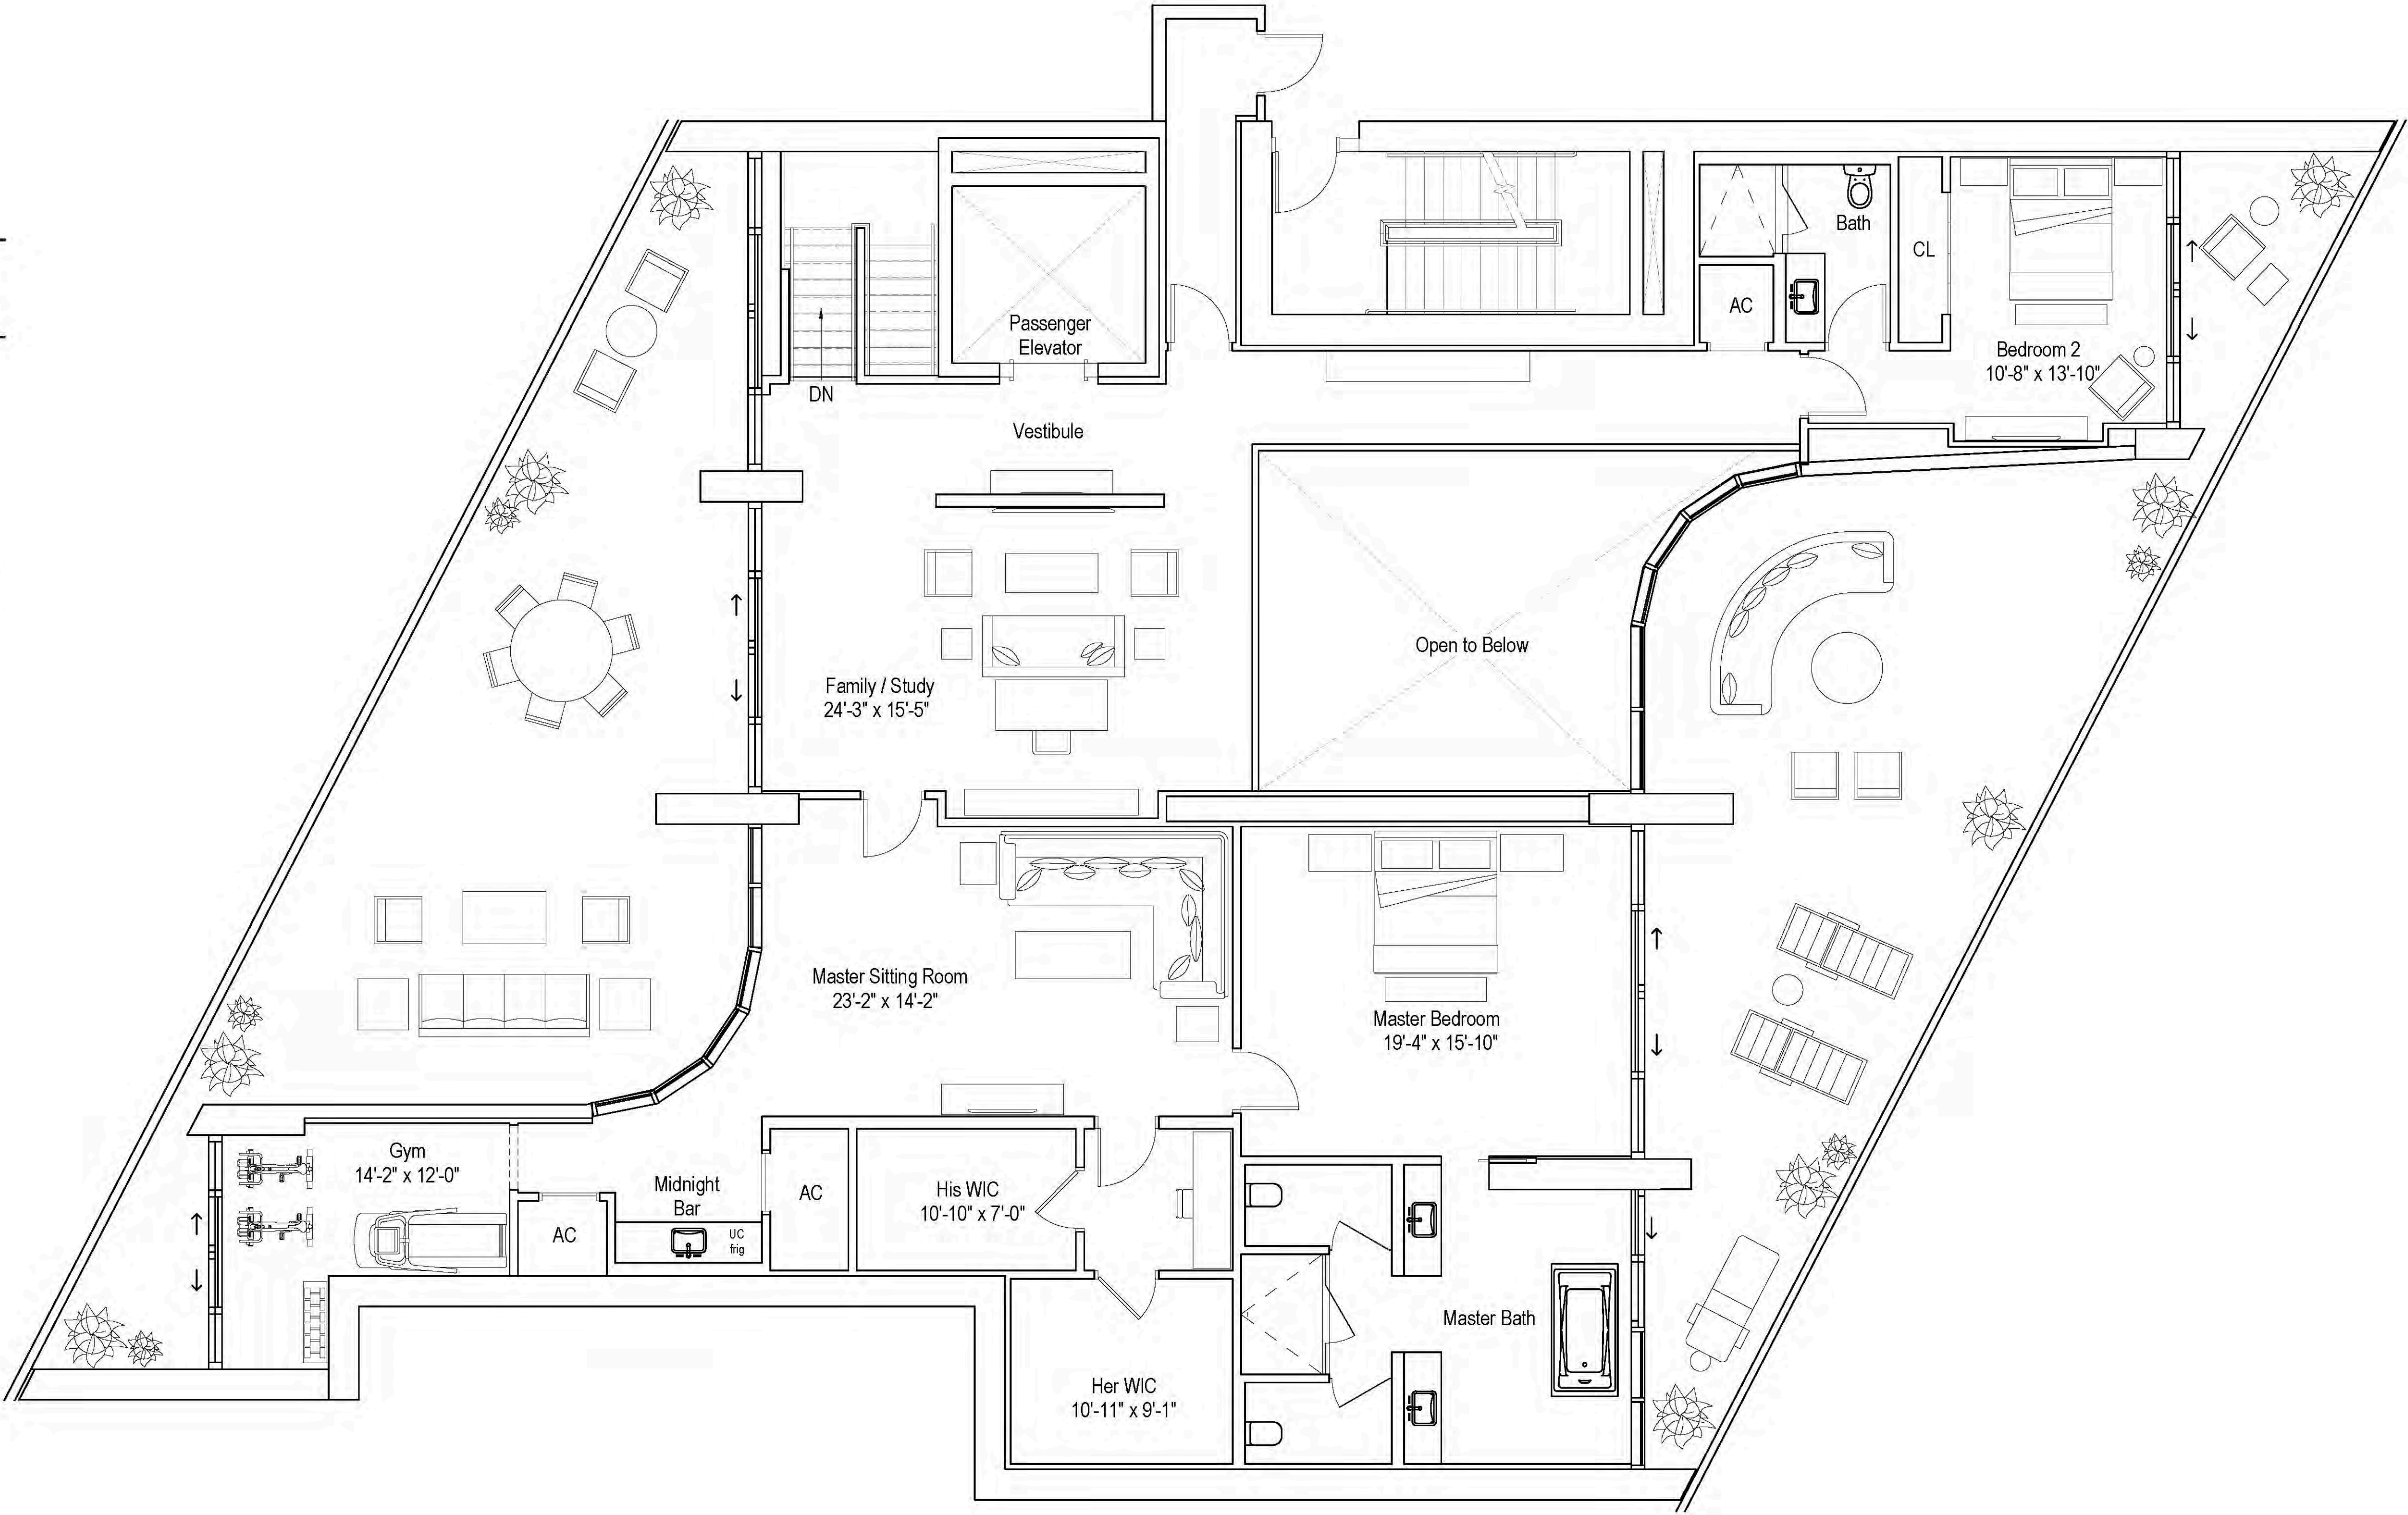 Bath
CL
AC
Passenger
Elevator
Bedroom 2
10'-8" x 13'-10"
DN
Vestibule
Open to Below
Family / Study
24'-3" x 15'-5"
Master Sitting Room
23'-2" x 14'-2"
Master Bedroom
19'-4" x 15'-10"
Gym
14'-2" x 12'-0"
Midnight
Bar
AC
His WIC
10'-10" x 7'-0"
AC
UC
frig
Master Bath
Her WIC
10'-11" x 9'-1"